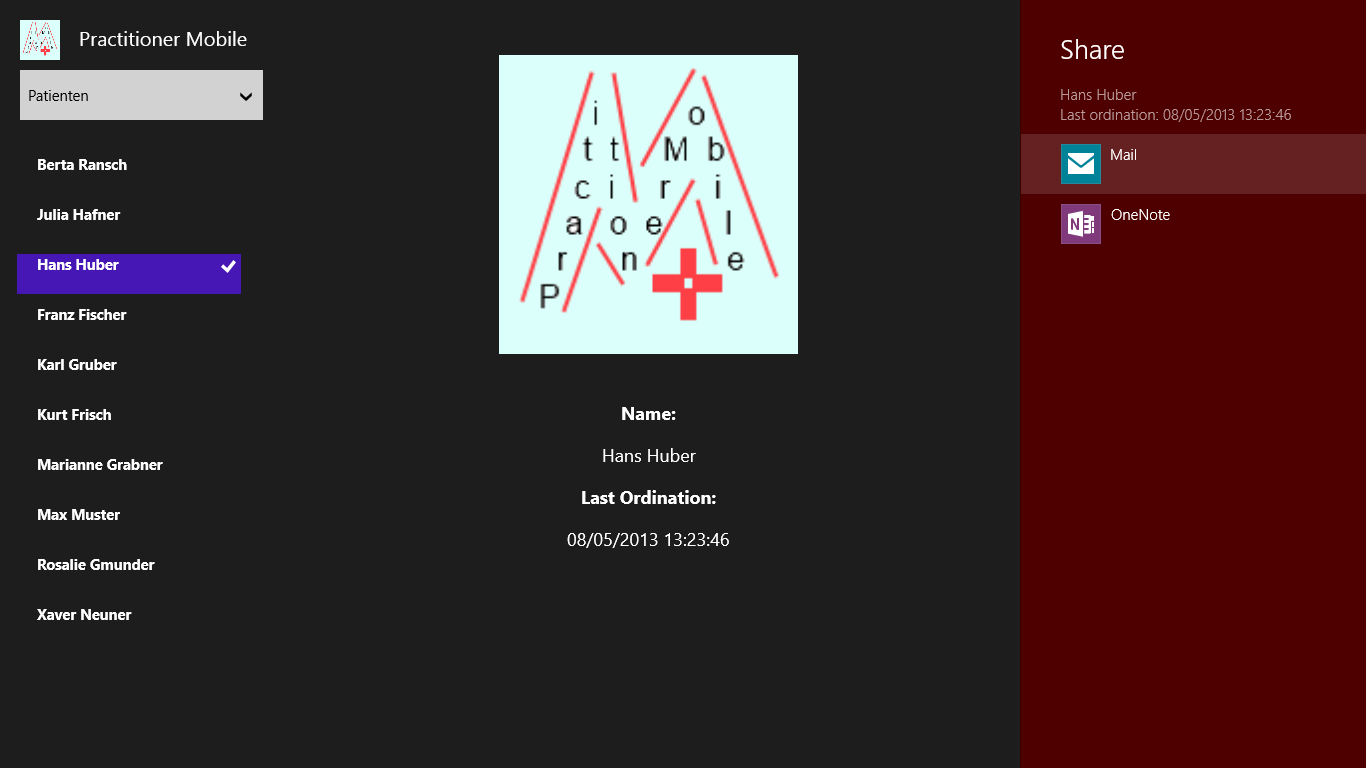 Practitioner Mobile
Patienten
Berta Ransch
Julia Hafner
Hans Huber
Franz Fischer
Karl Gruber
Kurt Frisch
Marianne Grabner
Max Muster
Rosalie Gmunder
Xaver Neuner
i o
t t M b
c i r i
a o e l
r n e
P
Name:
Hans Huber
Last Ordination:
08/05/2013 13:23:46
Share
Hans Huber
Last ordination: 08/05/2013 13:23:46
Mail
N
OneNote